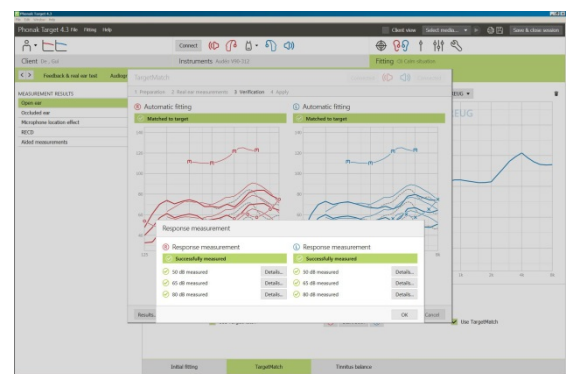 Phonak Target 4.3
Phonak Target 4.3 File Fitting Help
Client view
Save & close session
Connect
Client
Instruments Audéo V90-312
Fitting
Feedback & real ear test
TargetMatch
1 Preparation 2 Real ear measurements 3 Verification 4 Apply
MEASUREMENT RESULTS
Open ear
Occluded ear
Microphone location effect
RECD
Aided measurements
Automatic fitting
Matched to target
Automatic fitting
Matched to target
Response measurement
Response measurement
Successfully measured
50 dB measured Details...
65 dB measured Details...
80 dB measured Details...
Response measurement
Successfully measured
50 dB measured Details...
65 dB measured Details...
80 dB measured Details...
Results...
OK
Cancel
Use TargetMatch
Initial fitting
TargetMatch
Tinnitus balance